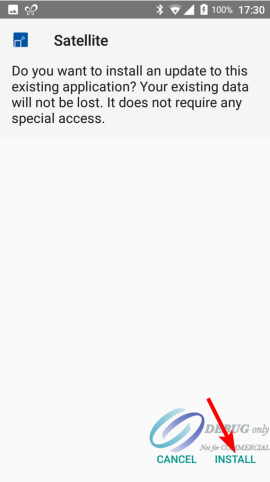 100% 17:30
Satellite
Do you want to install an update to this
existing application? Your existing data
will not be lost. It does not require any
special access.
DEBUG only
Not for COMMERCIAL
CANCEL INSTALL